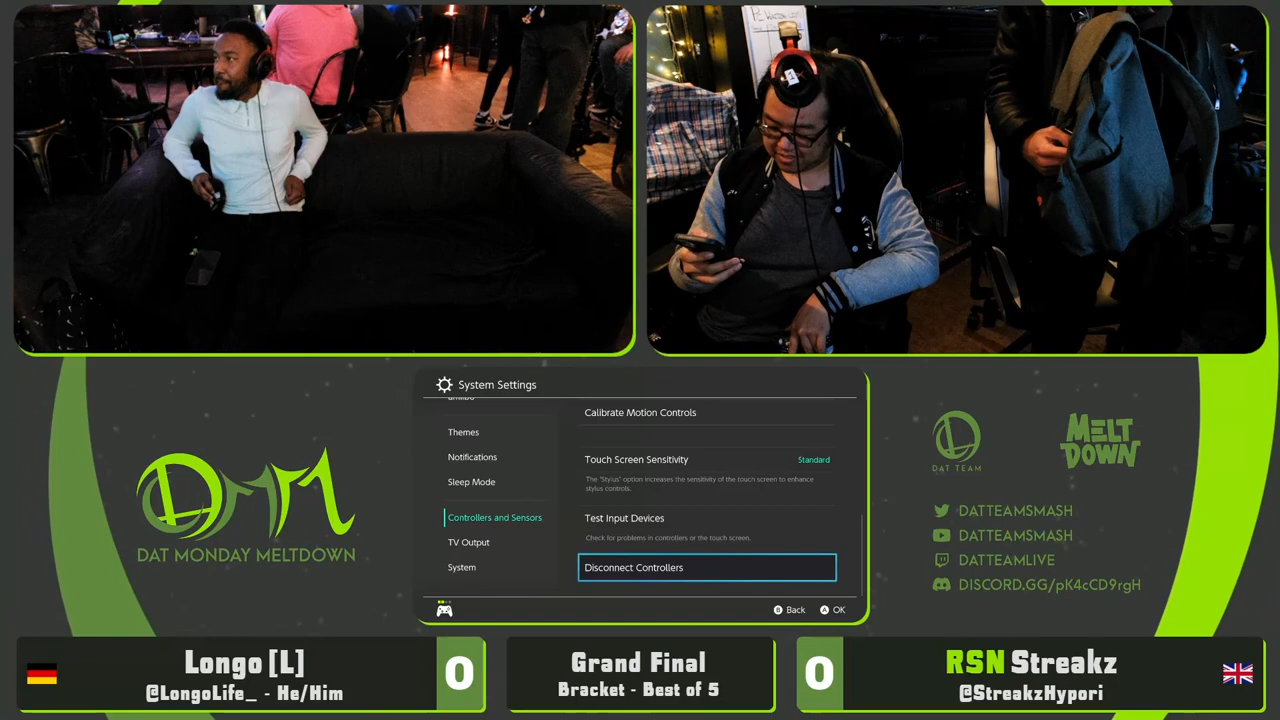 System Settings
amiibo
Themes
Notifications
Sleep Mode
Controllers and Sensors
TV Output
System
Calibrate Motion Controls
Touch Screen Sensitivity Standard
The "Stylus" option increases the sensitivity of the touch screen to enhance
stylus controls.
Test Input Devices
Check for problems in controllers or the touch screen.
Disconnect Controllers
B Back A OK
DMM
DAT MONDAY MELTDOWN
DAT TEAM
MELT
DOWN
DATTEAMSMASH
DATTEAMSMASH
DATTEAMLIVE
DISCORD.GG/pK4cCD9rgH
Longo [L]
@LongoLife_ - He/Him
0
Grand Final
Bracket - Best of 5
0
RSN Streakz
@StreakzHypori